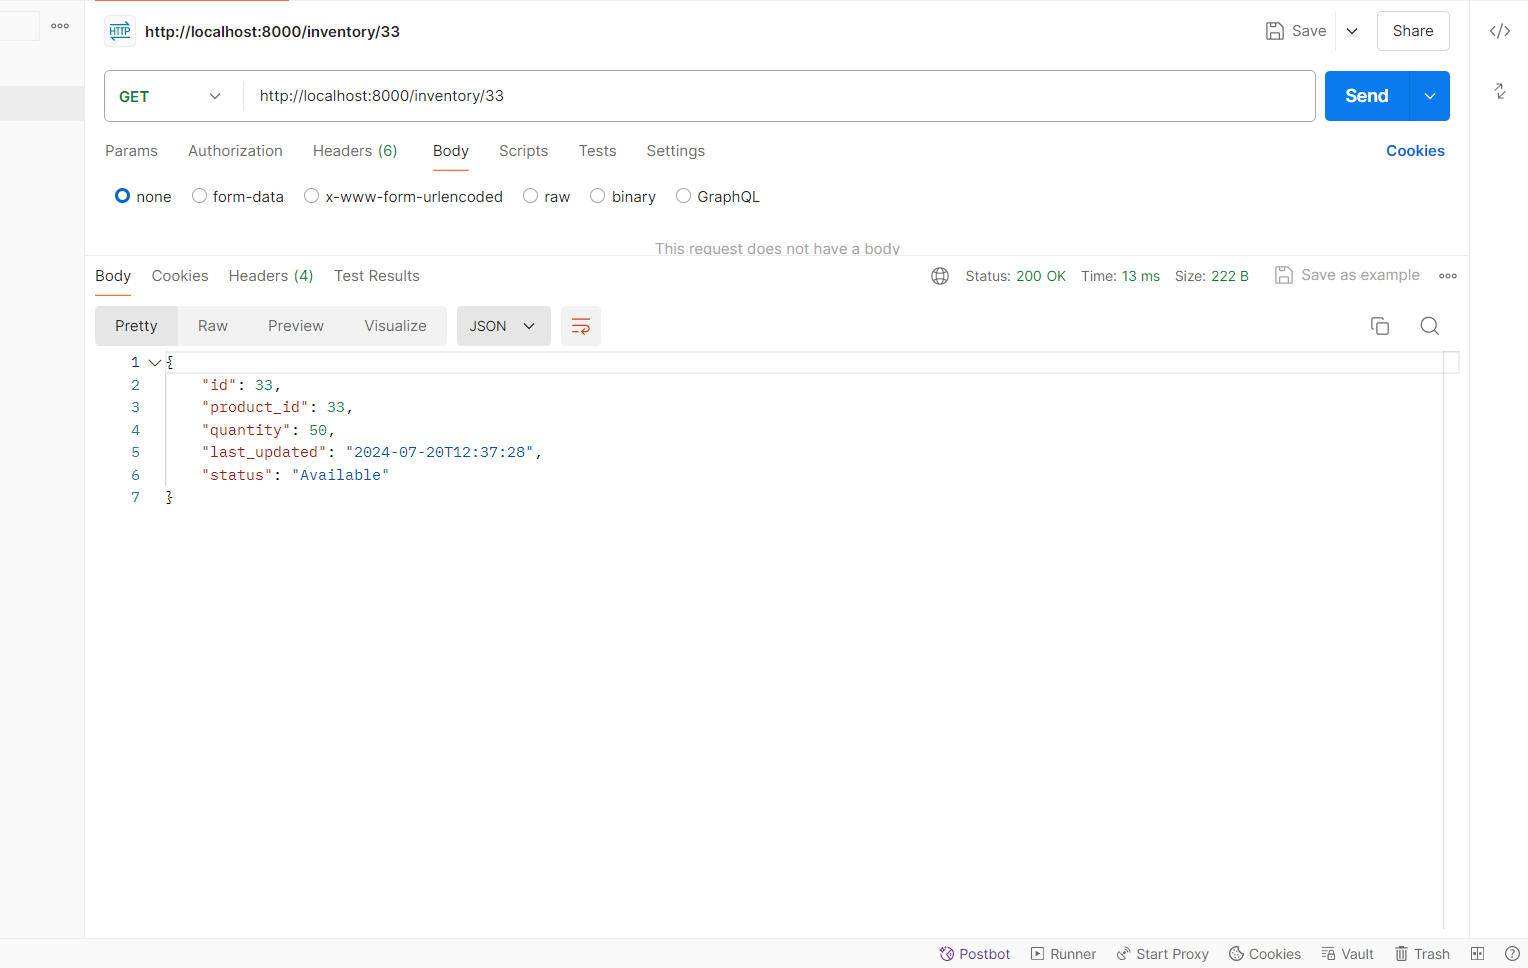 HTTP http://localhost:8000/inventory/33 Save Share
GET http://localhost:8000/inventory/33 Send
Params Authorization Headers (6) Body Scripts Tests Settings Cookies
none form-data x-www-form-urlencoded raw binary GraphQL
This request does not have a body
Body Cookies Headers (4) Test Results Status: 200 OK Time: 13 ms Size: 222 B Save as example
Pretty Raw Preview Visualize JSON
1 {
2 "id": 33,
3 "product_id": 33,
4 "quantity": 50,
5 "last_updated": "2024-07-20T12:37:28",
6 "status": "Available"
7 }
Postbot Runner Start Proxy Cookies Vault Trash